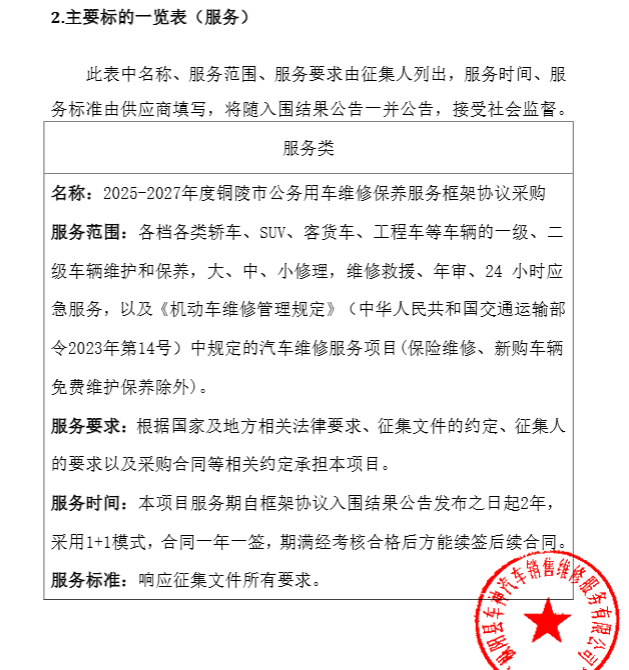 2.主要标的一览表（服务）
此表中名称、服务范围、服务要求由征集人列出，服务时间、服
务标准由供应商填写，将随入围结果公告一并公告，接受社会监督。
服务类
名称：2025-2027年度铜陵市公务用车维修保养服务框架协议采购
服务范围：各档各类轿车、SUV、客货车、工程车等车辆的一级、二
级车辆维护和保养，大、中、小修理，维修救援、年审、24 小时应
急服务，以及《机动车维修管理规定》（中华人民共和国交通运输部
令2023年第14号）中规定的汽车维修服务项目(保险维修、新购车辆
免费维护保养除外)。
服务要求：根据国家及地方相关法律要求、征集文件的约定、征集人
的要求以及采购合同等相关约定承担本项目。
服务时间：本项目服务期自框架协议入围结果公告发布之日起2年，
采用1+1模式，合同一年一签，期满经考核合格后方能续签后续合同。
服务标准：响应征集文件所有要求。
枞阳县车神汽车销售维修服务有限公司